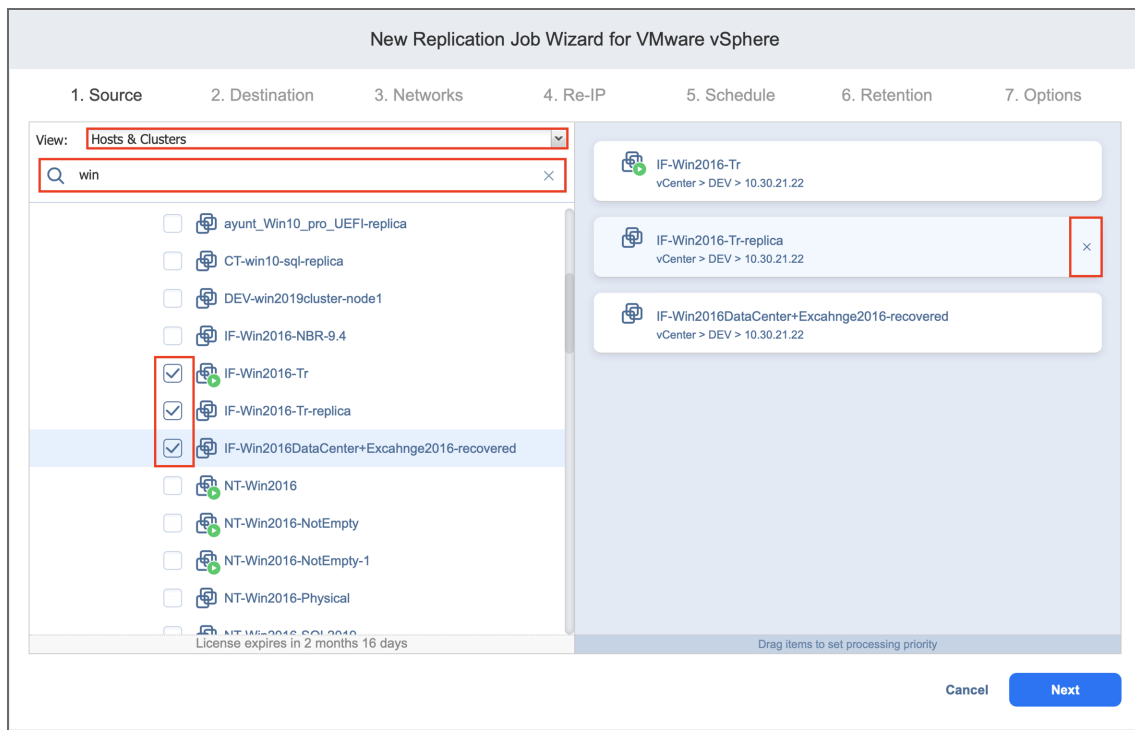 New Replication Job Wizard for VMware vSphere
1. Source 2. Destination 3. Networks 4. Re-IP 5. Schedule 6. Retention 7. Options
View: Hosts & Clusters
win
ayunt_Win10_pro_UEFI-replica
CT-win10-sql-replica
DEV-win2019cluster-node1
IF-Win2016-NBR-9.4
IF-Win2016-Tr
IF-Win2016-Tr-replica
IF-Win2016DataCenter+Excahnge2016-recovered
NT-Win2016
NT-Win2016-NotEmpty
NT-Win2016-NotEmpty-1
NT-Win2016-Physical
NT-Win2016-SQL2019
License expires in 2 months 16 days
IF-Win2016-Tr
vCenter > DEV > 10.30.21.22
IF-Win2016-Tr-replica
vCenter > DEV > 10.30.21.22
IF-Win2016DataCenter+Excahnge2016-recovered
vCenter > DEV > 10.30.21.22
Drag items to set processing priority
Cancel Next